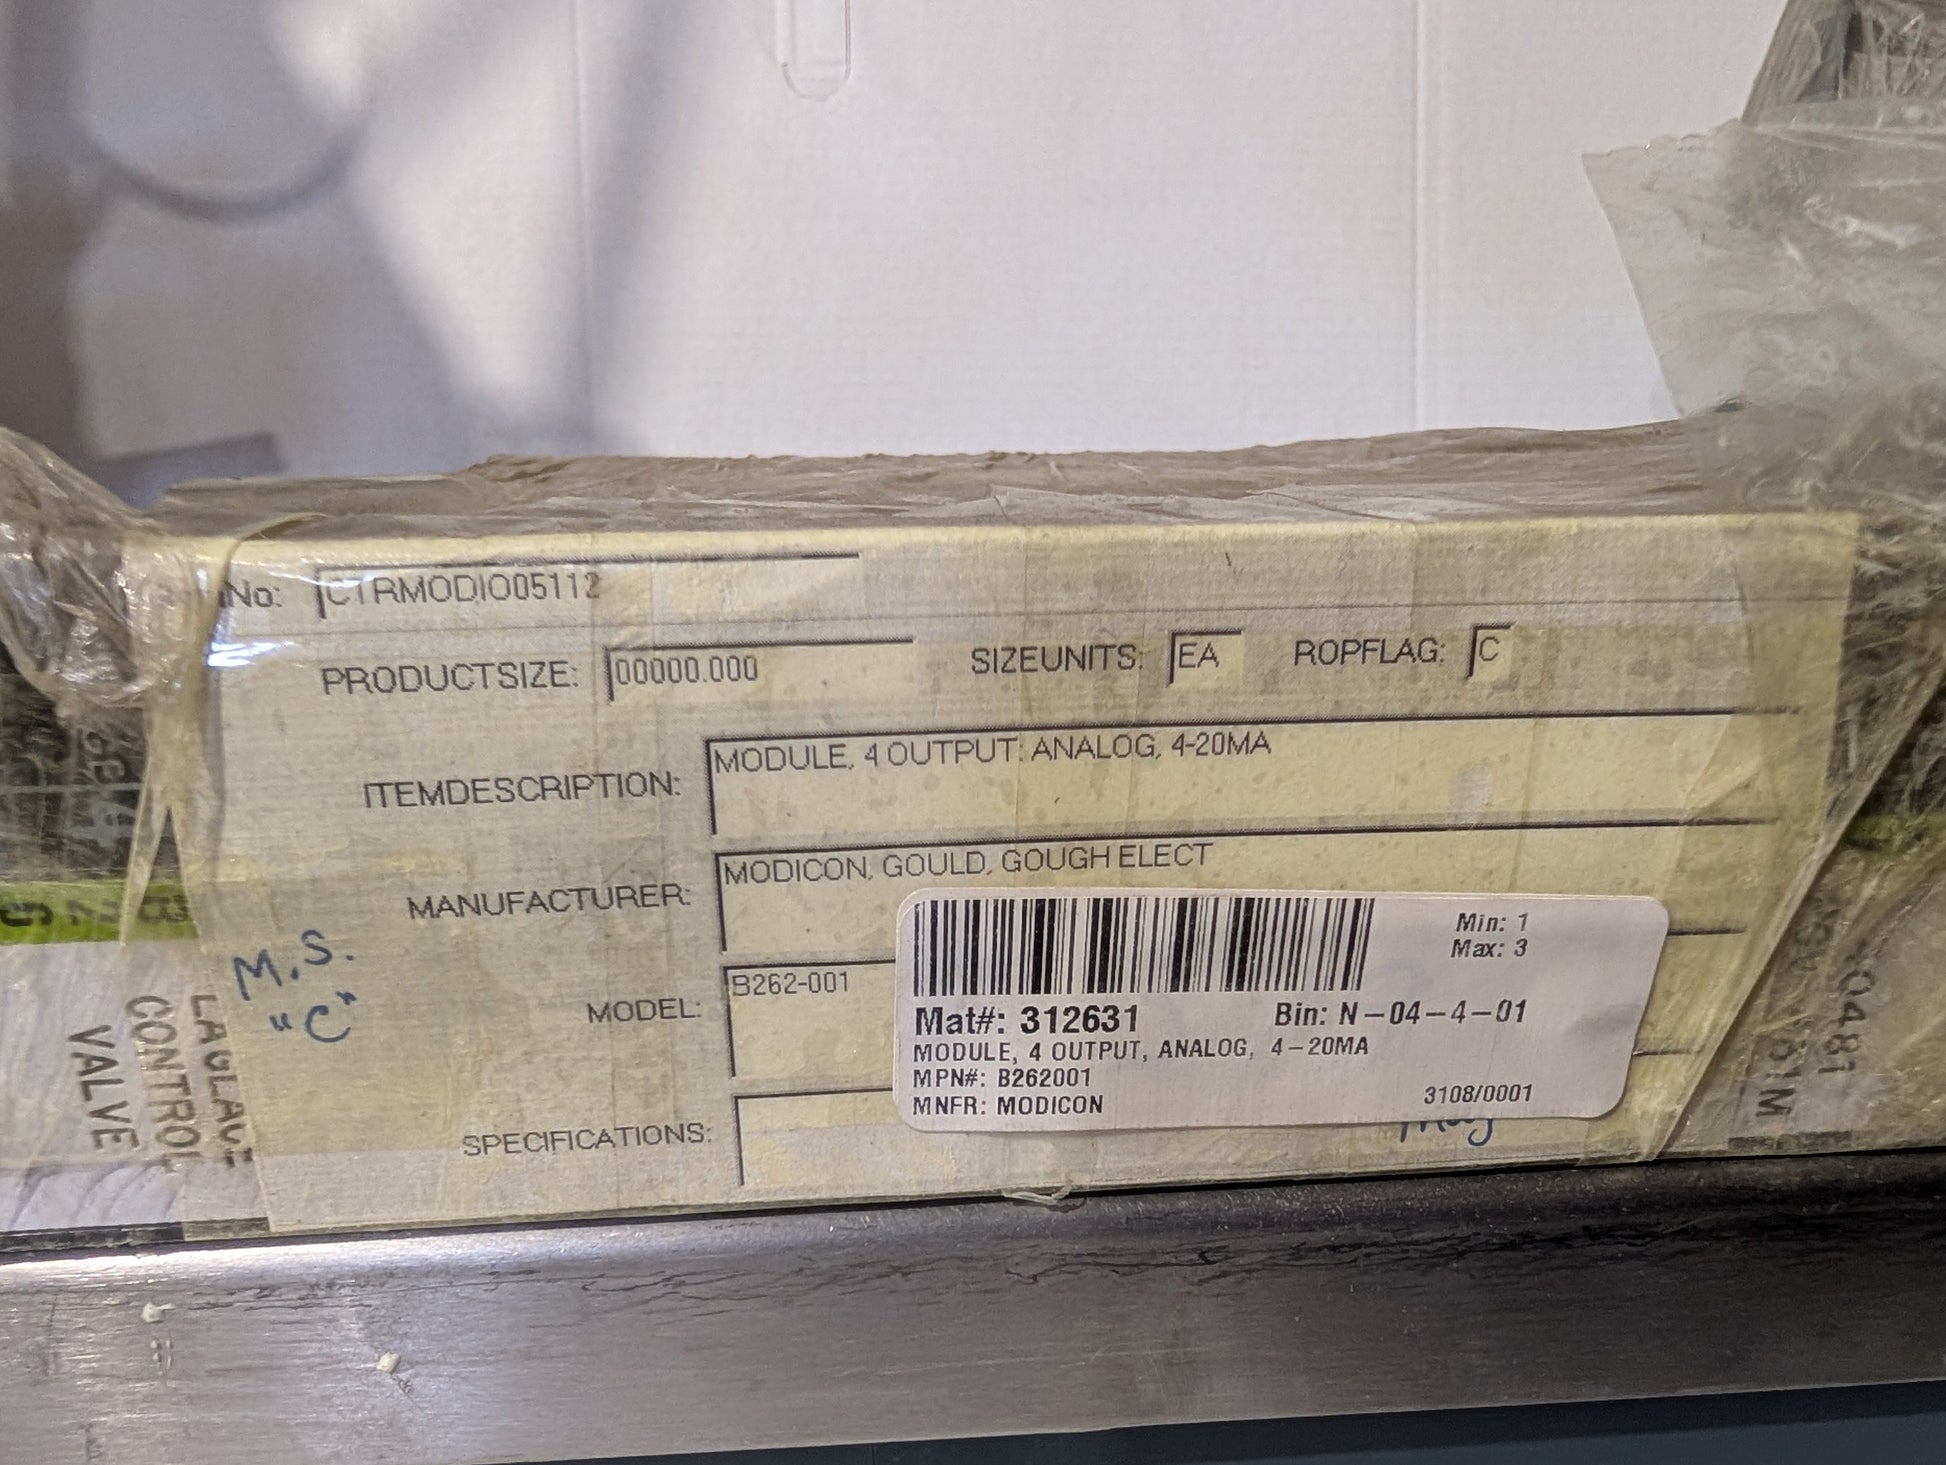 No: CTRMODIO05112
PRODUCTSIZE: 00000.000 SIZEUNITS: EA ROPFLAG: C
ITEMDESCRIPTION: MODULE, 4 OUTPUT: ANALOG, 4-20MA
MANUFACTURER: MODICON, GOULD, GOUGH ELECT
MODEL: B262-001
SPECIFICATIONS:
M.S.
"C"
Min: 1
Max: 3
Mat#: 312631 Bin: N-04-4-01
MODULE, 4 OUTPUT, ANALOG, 4-20MA
MPN#: B262001
MNFR: MODICON 3108/0001
CONTROL
VALVE